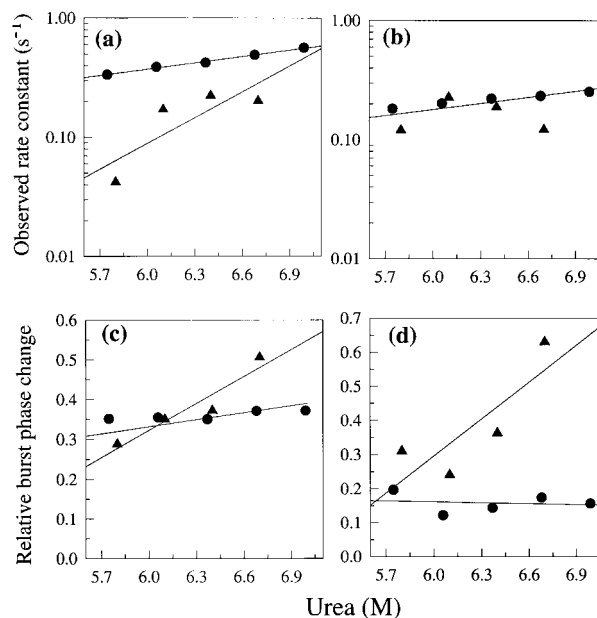 Observed rate constant (s⁻¹)
1.00
0.10
0.01
(a)
5.7 6.0 6.3 6.6 6.9
1.00
0.10
0.01
(b)
5.7 6.0 6.3 6.6 6.9
Relative burst phase change
0.6
0.5
0.4
0.3
0.2
0.1
0.0
(c)
5.7 6.0 6.3 6.6 6.9
0.7
0.6
0.5
0.4
0.3
0.2
0.1
0.0
(d)
5.7 6.0 6.3 6.6 6.9
Urea (M)